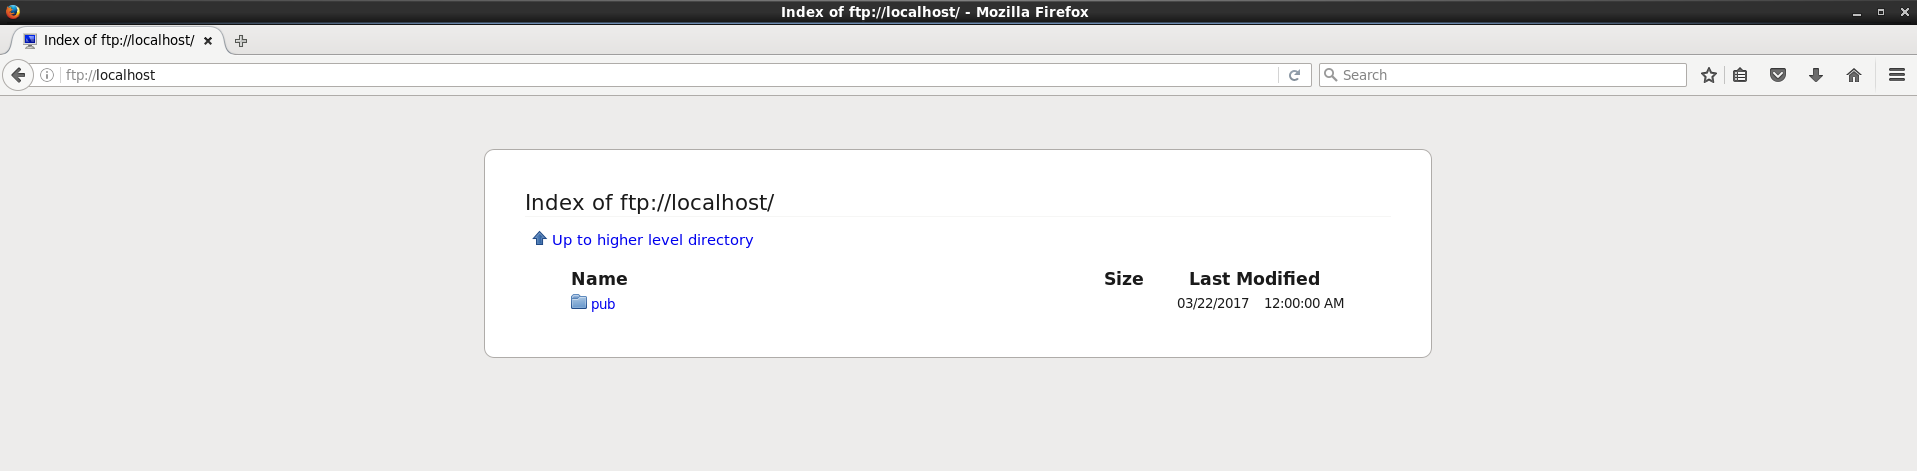 Index of ftp://localhost/ - Mozilla Firefox
Index of ftp://localhost/
ftp://localhost
Search
Index of ftp://localhost/
Up to higher level directory
Name Size Last Modified
pub 03/22/2017 12:00:00 AM